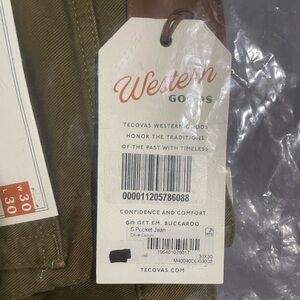 Western
GOODS
TECOVAS WESTERN GOODS
HONOR THE TRADITIONS
OF THE PAST WITH TIMELESS
000011205786088
CONFIDENCE AND COMFORT
GO GET EM, BUCKAROO
5 Pocket Jean
30X30
TECOVAS.COM
W 30
L 30